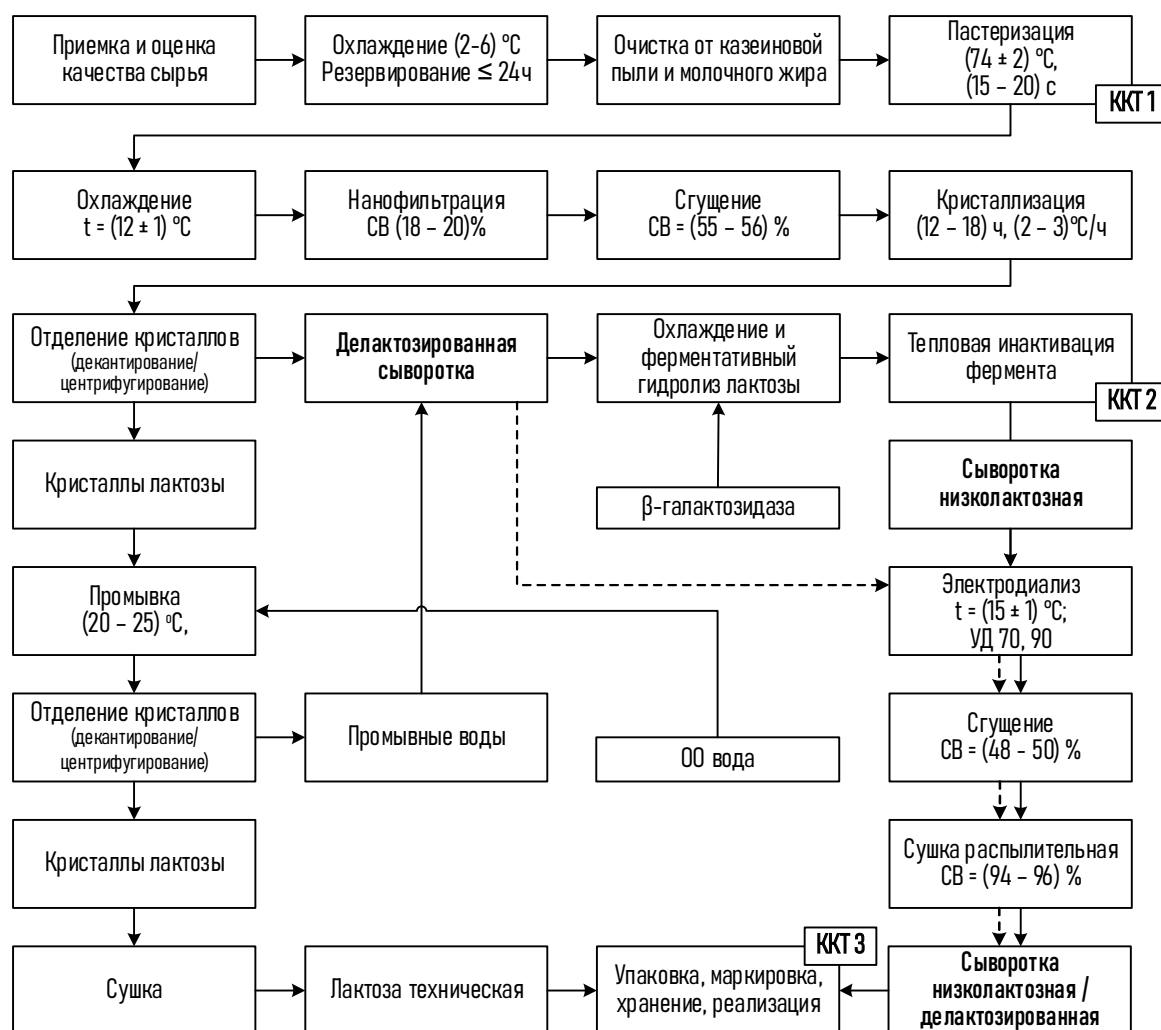 Приемка и оценка
качества сырья
Охлаждение (2-6) °C
Резервирование ≤ 24ч
Очистка от казеиновой
пыли и молочного жира
Пастеризация
(74 ± 2) °C,
(15 – 20) с
ККТ 1
Охлаждение
t = (12 ± 1) °C
Нанофильтрация
СВ (18 – 20)%
Сгущение
СВ = (55 – 56) %
Кристаллизация
(12 – 18) ч, (2 – 3)°C/ч
Отделение кристаллов
(декантирование/
центрифугирование)
Делактозированная
сыворотка
Охлаждение и
ферментативный
гидролиз лактозы
Тепловая инактивация
фермента
ККТ 2
Кристаллы лактозы
β-галактозидаза
Сыворотка
низколактозная
Промывка
(20 – 25) °C,
Электродиализ
t = (15 ± 1) °C;
УД 70, 90
Отделение кристаллов
(декантирование/
центрифугирование)
Промывные воды
ОО вода
Сгущение
СВ = (48 - 50) %
Кристаллы лактозы
Сушка распылительная
СВ = (94 – 96) %
Сушка
Лактоза техническая
ККТ 3
Упаковка, маркировка,
хранение, реализация
Сыворотка
низколактозная /
делактозированная